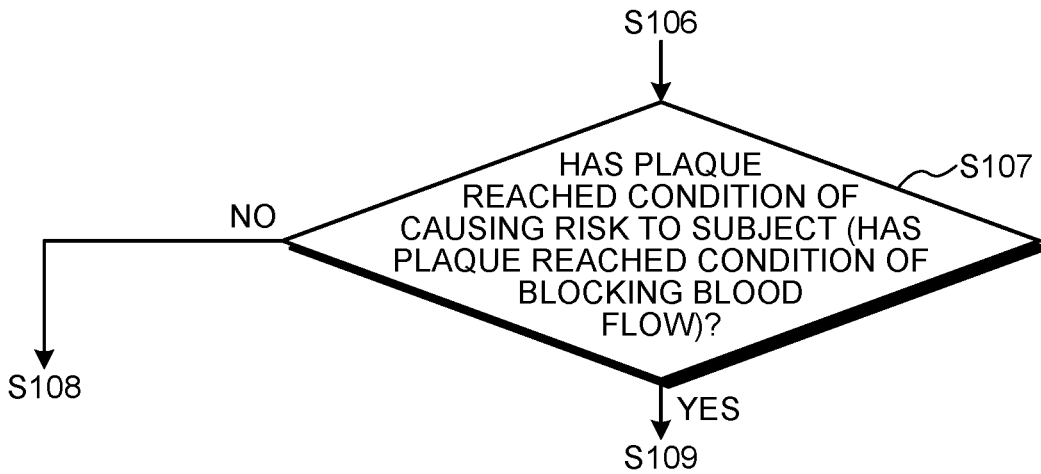 S106
HAS PLAQUE
REACHED CONDITION OF
CAUSING RISK TO SUBJECT (HAS
PLAQUE REACHED CONDITION OF
BLOCKING BLOOD
FLOW)?
S107
NO
S108
YES
S109